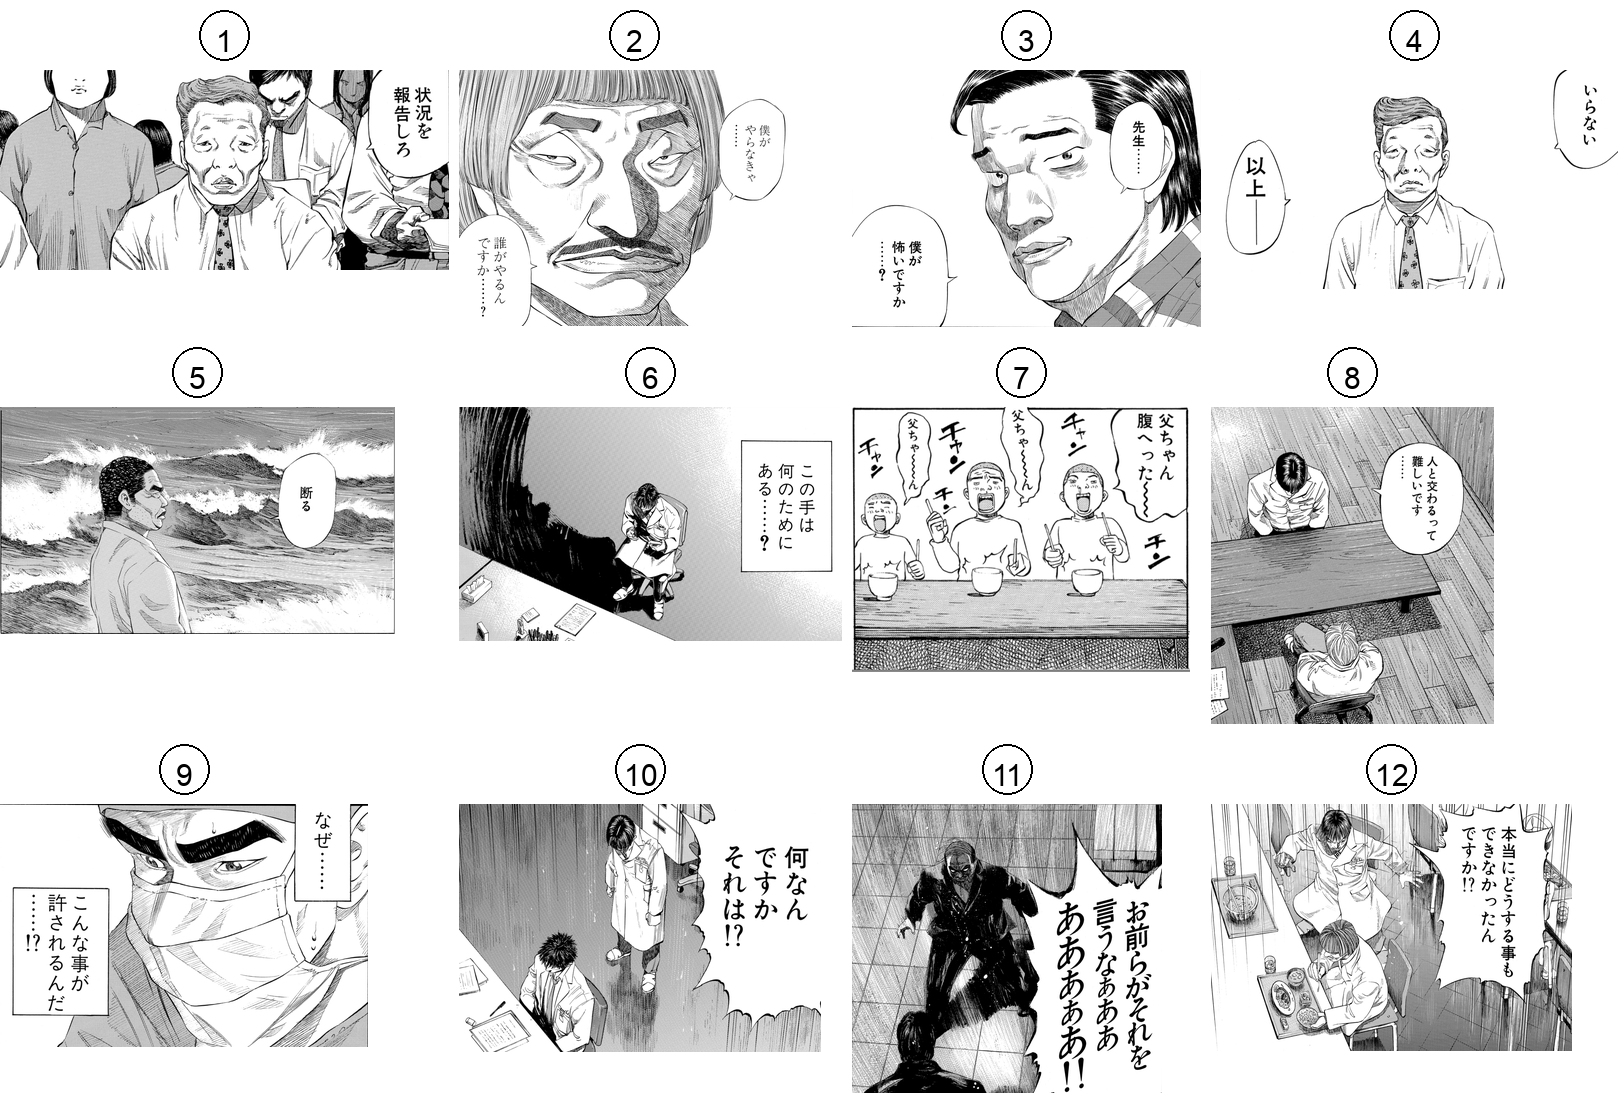 1
状況を
報告しろ
2
僕が
やらなきゃ
……
誰がやるん
ですか……?
3
先生……
僕が
怖いですか
……?
4
いらない
以上──
5
断る
6
この手は
何のために
ある……?
7
父ちゃん
腹へった〜〜〜
チャン
父ちゃ〜〜〜ん
チャン
父ちゃ〜〜〜ん
チャン
チン
チン
8
人と交わるって
難しいです
……
9
なぜ……
こんな事が
許されるんだ
……!?
10
何なん
ですか
それは!?
11
お前らがそれを
言うなぁぁぁ
ああああぁ!!
12
本当にどうする事も
できなかったん
ですか!?